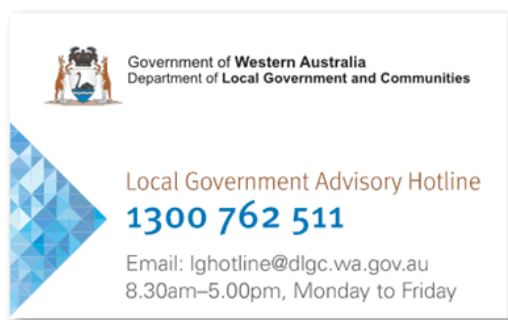 Government of Western Australia
Department of Local Government and Communities
Local Government Advisory Hotline
1300 762 511
Email: lghotline@dlgc.wa.gov.au
8.30am–5.00pm, Monday to Friday